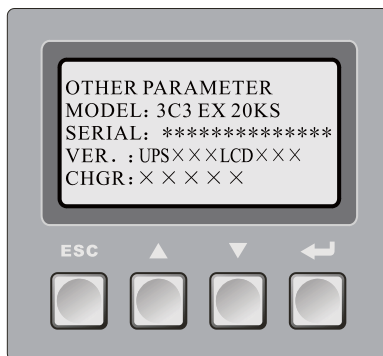 OTHER PARAMETER
MODEL: 3C3 EX 20KS
SERIAL: **************
VER. :UPS×××LCD×××
CHGR:×××××
ESC